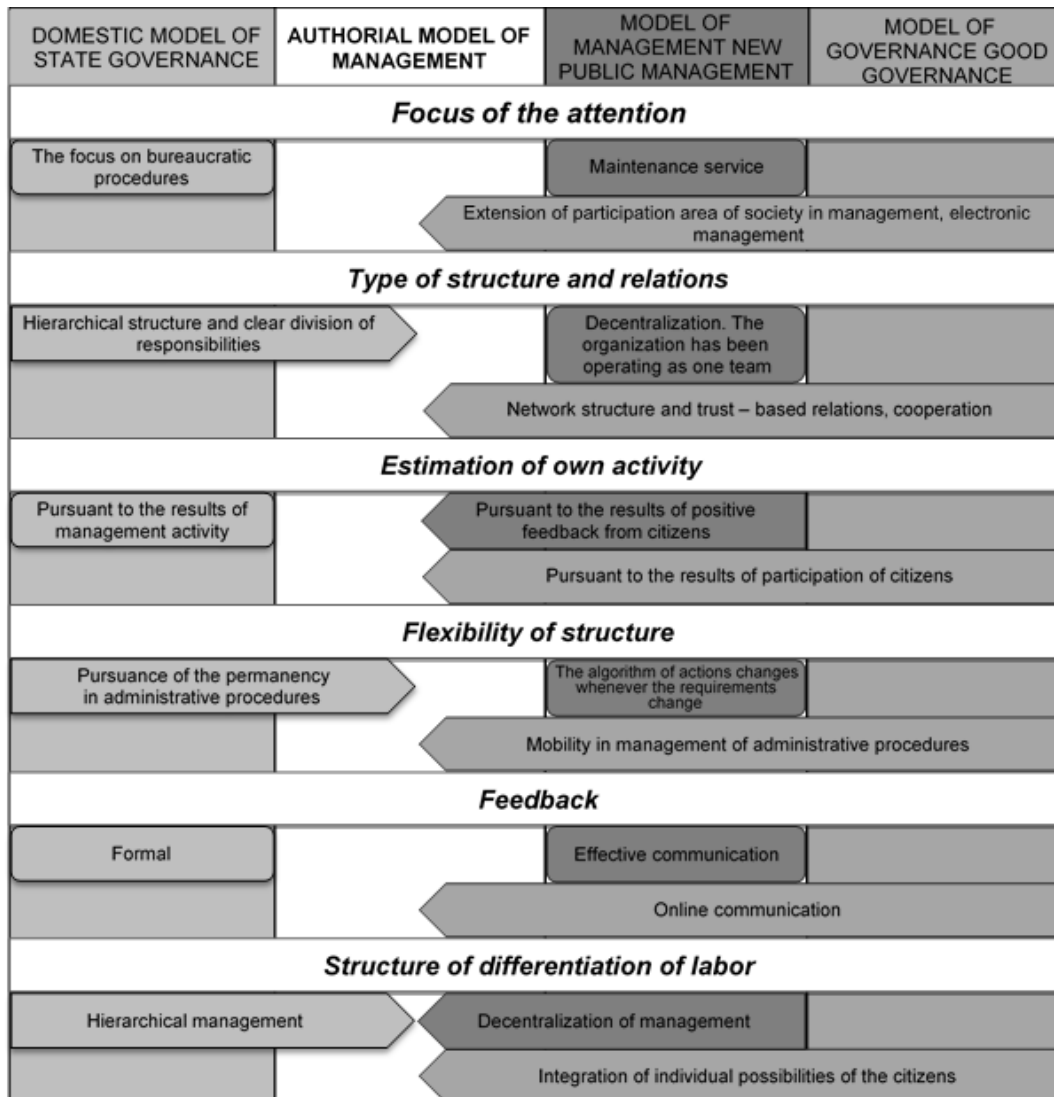 DOMESTIC MODEL OF
STATE GOVERNANCE
AUTHORIAL MODEL OF
MANAGEMENT
MODEL OF
MANAGEMENT NEW
PUBLIC MANAGEMENT
MODEL OF
GOVERNANCE GOOD
GOVERNANCE
Focus of the attention
The focus on bureaucratic
procedures
Maintenance service
Extension of participation area of society in management, electronic
management
Type of structure and relations
Hierarchical structure and clear division of
responsibilities
Decentralization. The
organization has been
operating as one team
Network structure and trust – based relations, cooperation
Estimation of own activity
Pursuant to the results of
management activity
Pursuant to the results of positive
feedback from citizens
Pursuant to the results of participation of citizens
Flexibility of structure
Pursuance of the permanency
in administrative procedures
The algorithm of actions changes
whenever the requirements
change
Mobility in management of administrative procedures
Feedback
Formal
Effective communication
Online communication
Structure of differentiation of labor
Hierarchical management
Decentralization of management
Integration of individual possibilities of the citizens